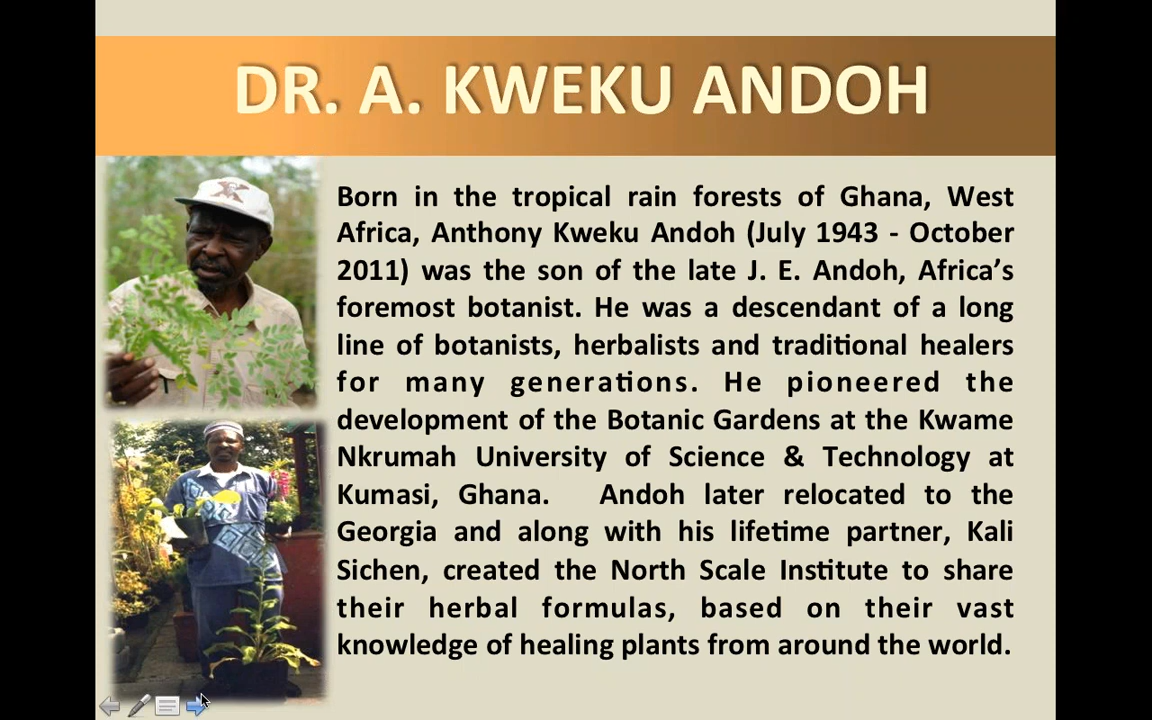 DR. A. KWEKU ANDOH
Born in the tropical rain forests of Ghana, West
Africa, Anthony Kweku Andoh (July 1943 - October
2011) was the son of the late J. E. Andoh, Africa’s
foremost botanist. He was a descendant of a long
line of botanists, herbalists and traditional healers
for many generations. He pioneered the
development of the Botanic Gardens at the Kwame
Nkrumah University of Science & Technology at
Kumasi, Ghana. Andoh later relocated to the
Georgia and along with his lifetime partner, Kali
Sichen, created the North Scale Institute to share
their herbal formulas, based on their vast
knowledge of healing plants from around the world.